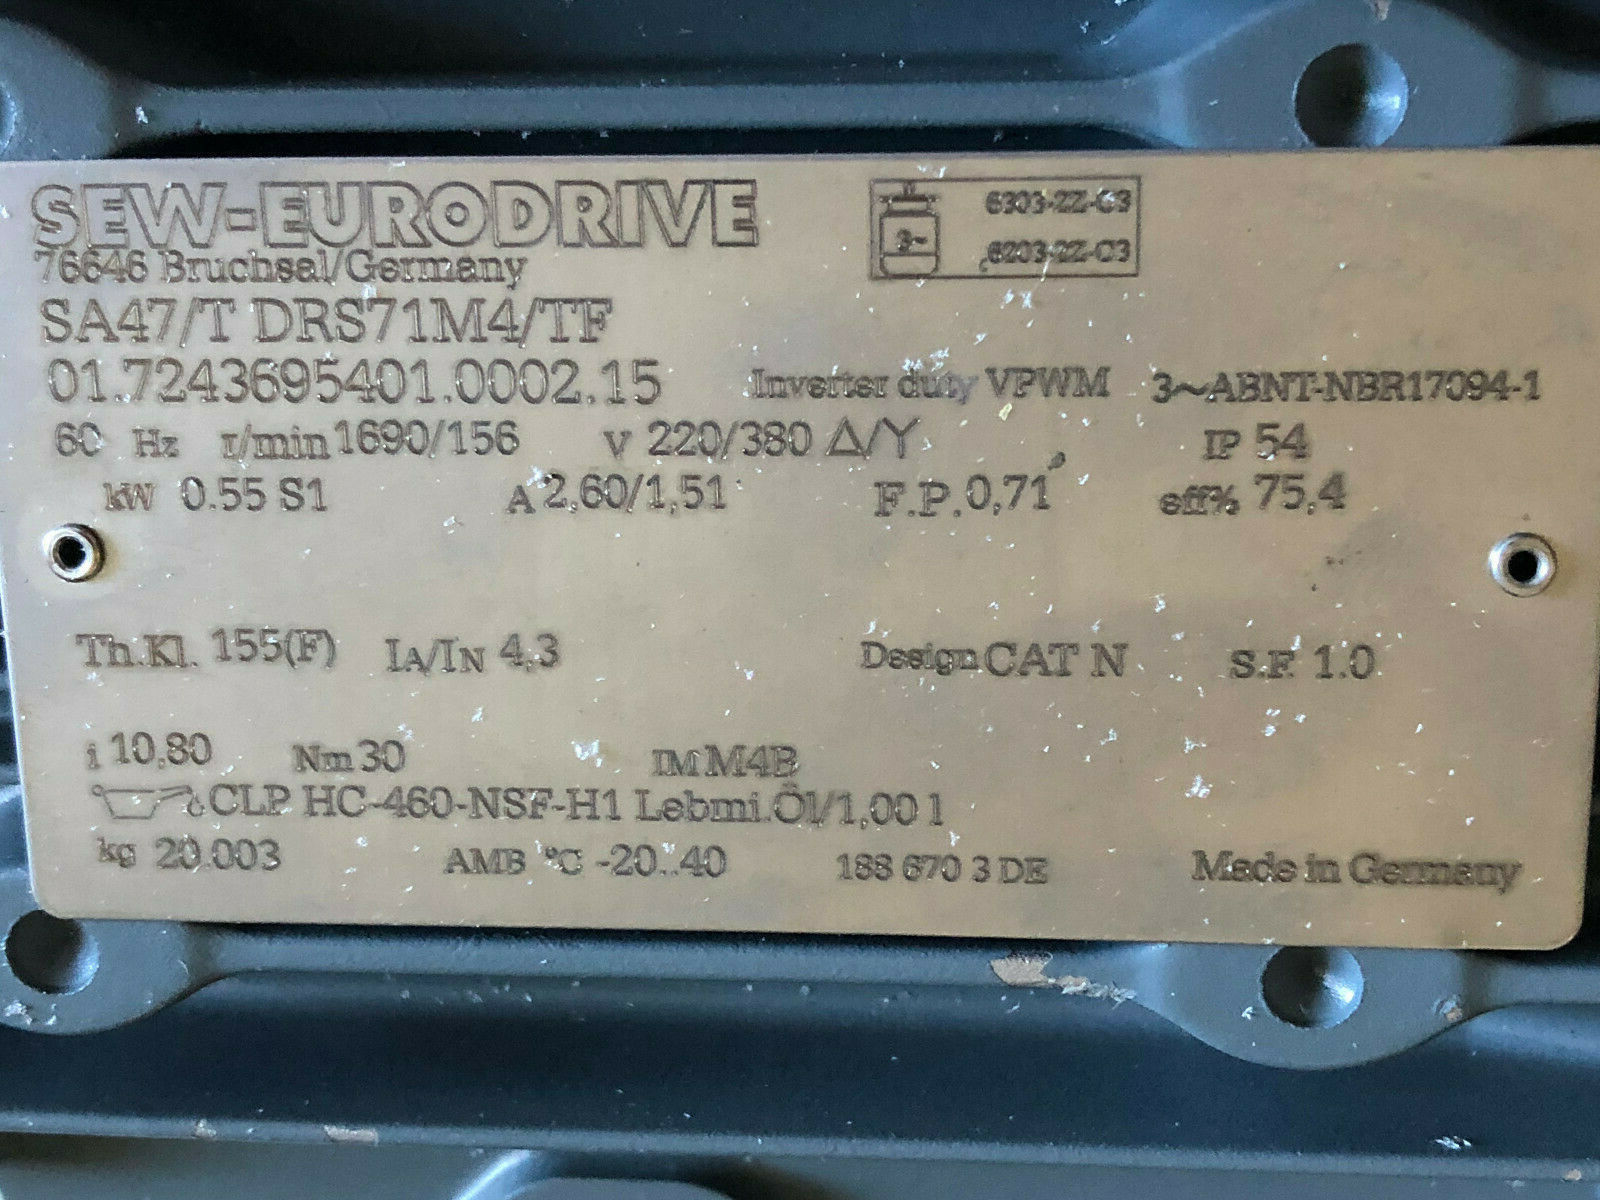 SEW-EURODRIVE
6303-2Z-C3
3~
6203-2Z-C3
76646 Bruchsal/Germany
SA47/T DRS71M4/TF
01.7243695401.0002.15 Inverter duty VPWM 3~ABNT-NBR17094-1
60 Hz r/min 1690/156 V 220/380 Δ/Y IP 54
kW 0.55 S1 A 2,60/1,51 F.P. 0,71 eff% 75,4
Th.Kl. 155(F) IA/IN 4,3 Design CAT N S.F. 1.0
i 10,80 Nm 30 IM M4B
CLP HC-460-NSF-H1 Lebmi.Öl/1,00 l
kg 20.003 AMB °C -20..40 188 670 3 DE Made in Germany